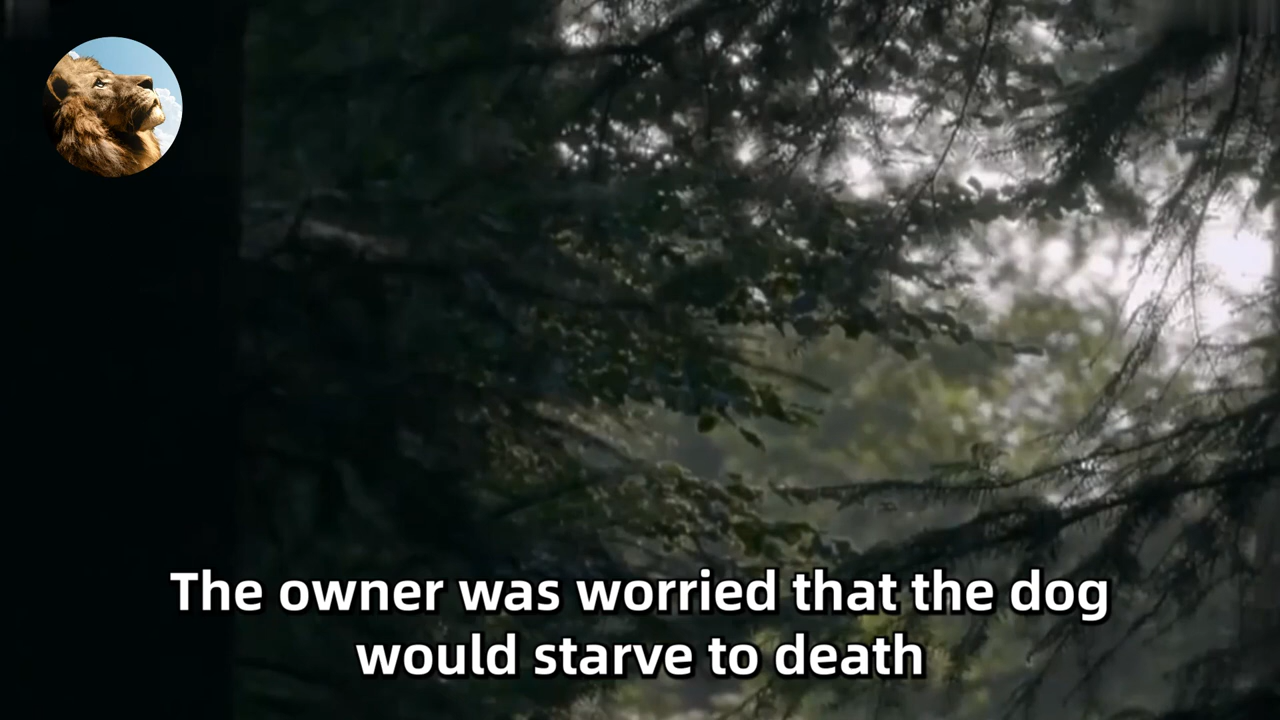 The owner was worried that the dog
would starve to death